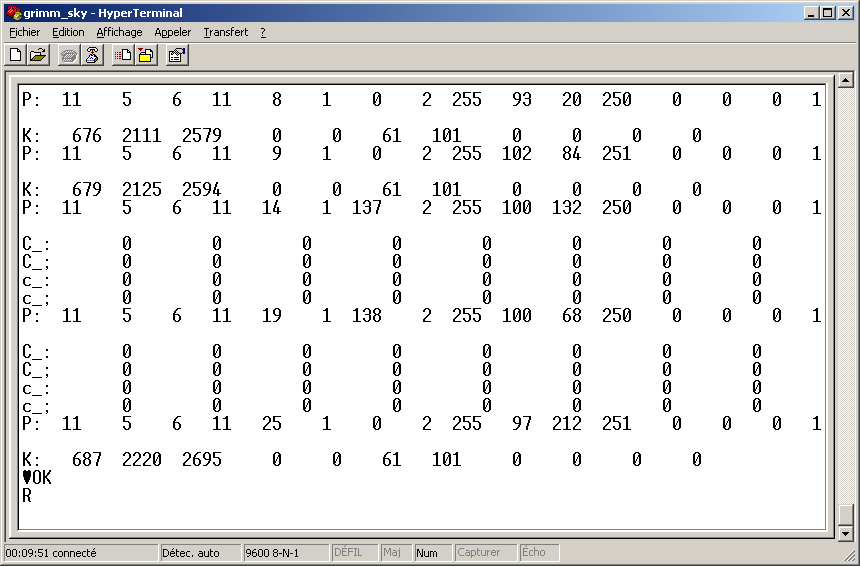 grimm_sky - HyperTerminal
Fichier Edition Affichage Appeler Transfert ?
P: 11 5 6 11 8 1 0 2 255 93 20 250 0 0 0 1
K: 676 2111 2579 0 0 61 101 0 0 0 0
P: 11 5 6 11 9 1 0 2 255 102 84 251 0 0 0 1
K: 679 2125 2594 0 0 61 101 0 0 0 0
P: 11 5 6 11 14 1 137 2 255 100 132 250 0 0 0 1
C_: 0 0 0 0 0 0 0 0
C_; 0 0 0 0 0 0 0 0
c_: 0 0 0 0 0 0 0 0
c_; 0 0 0 0 0 0 0 0
P: 11 5 6 11 19 1 138 2 255 100 68 250 0 0 0 1
C_: 0 0 0 0 0 0 0 0
C_; 0 0 0 0 0 0 0 0
c_: 0 0 0 0 0 0 0 0
c_; 0 0 0 0 0 0 0 0
P: 11 5 6 11 25 1 0 2 255 97 212 251 0 0 0 1
K: 687 2220 2695 0 0 61 101 0 0 0 0
♥OK
R
00:09:51 connecté Détec. auto 9600 8-N-1 DÉFIL Maj Num Capturer Écho